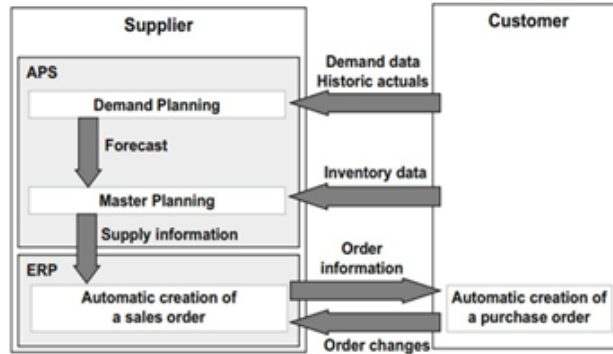 Supplier
Customer
APS
Demand data
Historic actuals
Demand Planning
Forecast
Inventory data
Master Planning
Supply information
Order
information
ERP
Automatic creation of
a sales order
Automatic creation of
a purchase order
Order changes